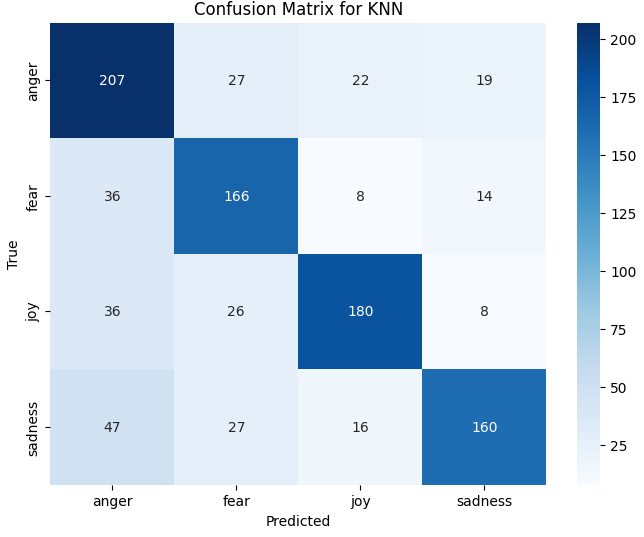 Confusion Matrix for KNN
anger 207 27 22 19
fear 36 166 8 14
joy 36 26 180 8
sadness 47 27 16 160
anger fear joy sadness
Predicted
True
200
175
150
125
100
75
50
25